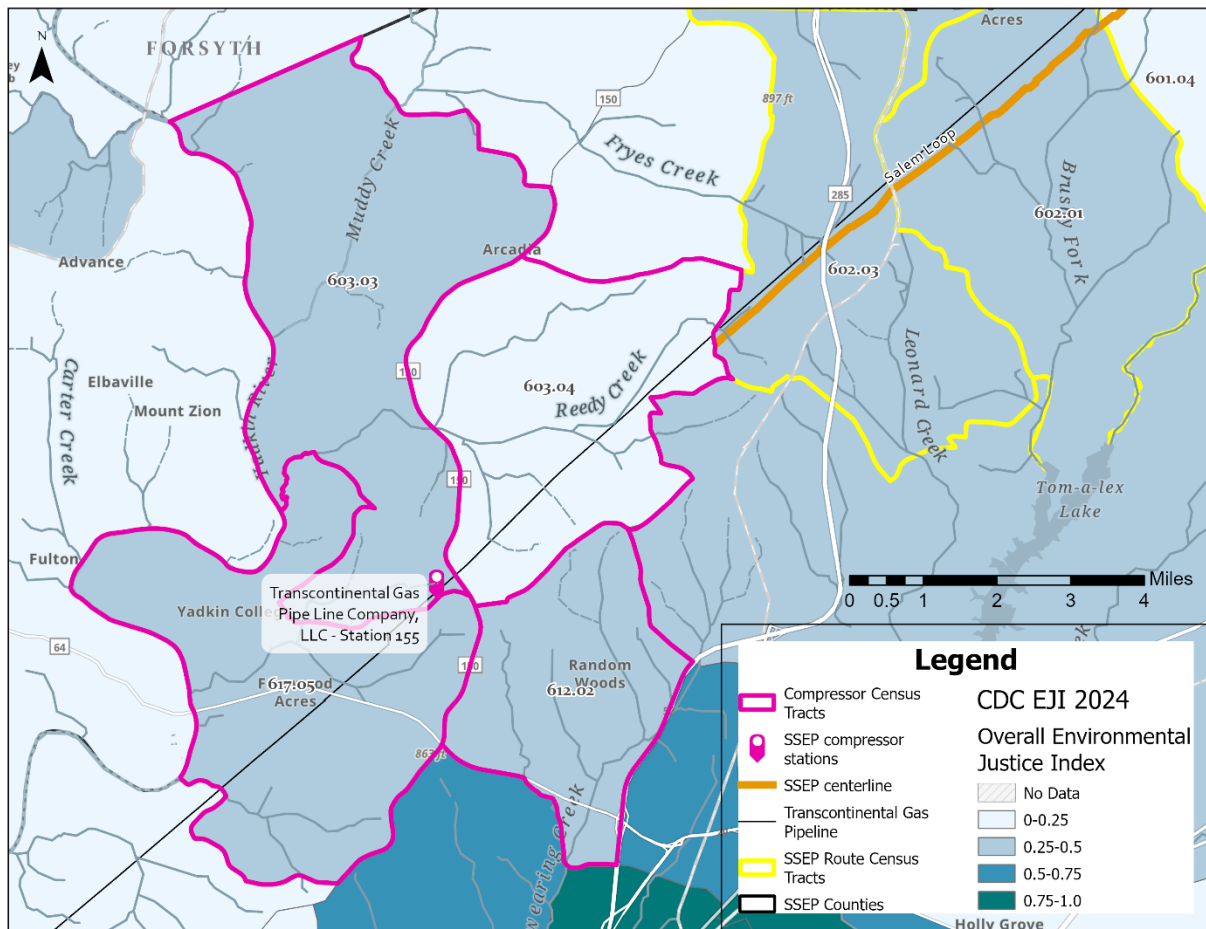 N
FORSYTH
Acres
601.04
897 ft
150
Fryes Creek
Salem Loop
Muddy Creek
285
Brushy Fork
602.01
Arcadia
Advance
602.03
603.03
Leonard Creek
Carter Creek
Elbaville
Mount Zion
Yadkin River
150
603.04
Reedy Creek
150
Tom-a-lex
Lake
Fulton
Transcontinental Gas
Pipe Line Company,
LLC - Station 155
Yadkin Colle
Miles
0 0.5 1 2 3 4
64
150
Random
Woods
612.02
617.05
Acres
863 ft
wearing Creek
Holly Grove
Legend
Compressor Census
Tracts
SSEP compressor
stations
SSEP centerline
Transcontinental Gas
Pipeline
SSEP Route Census
Tracts
SSEP Counties
CDC EJI 2024
Overall Environmental
Justice Index
No Data
0-0.25
0.25-0.5
0.5-0.75
0.75-1.0